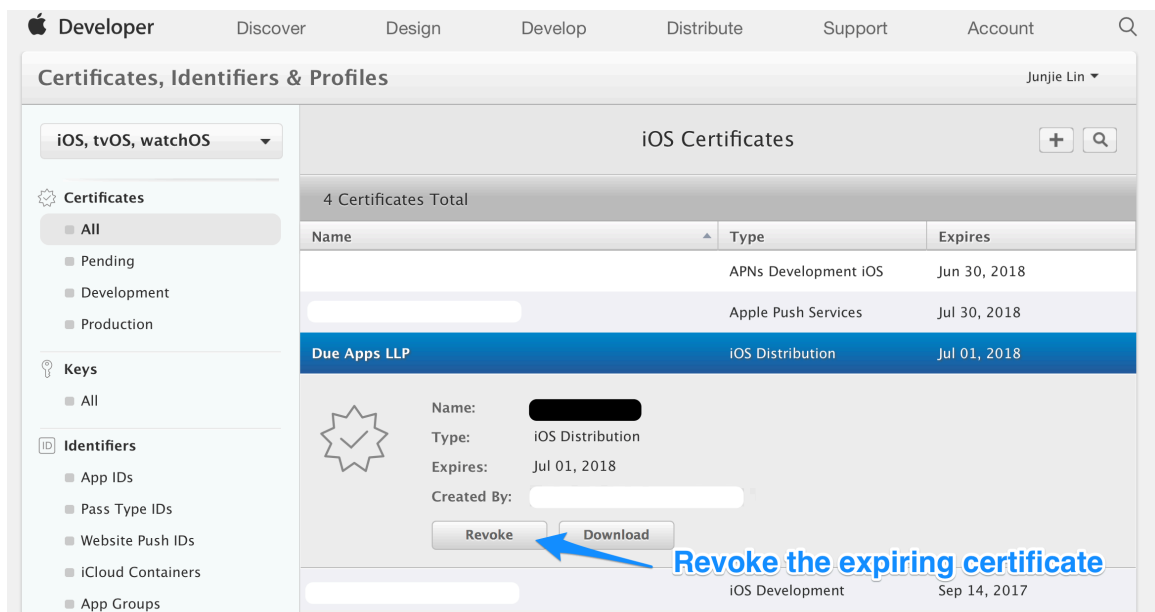 Developer Discover Design Develop Distribute Support Account
Certificates, Identifiers & Profiles Junjie Lin
iOS, tvOS, watchOS
Certificates
All
Pending
Development
Production
Keys
All
ID Identifiers
App IDs
Pass Type IDs
Website Push IDs
iCloud Containers
App Groups
iOS Certificates
4 Certificates Total
Name Type Expires
APNs Development iOS Jun 30, 2018
Apple Push Services Jul 30, 2018
Due Apps LLP iOS Distribution Jul 01, 2018
Name:
Type: iOS Distribution
Expires: Jul 01, 2018
Created By:
Revoke Download
Revoke the expiring certificate
iOS Development Sep 14, 2017